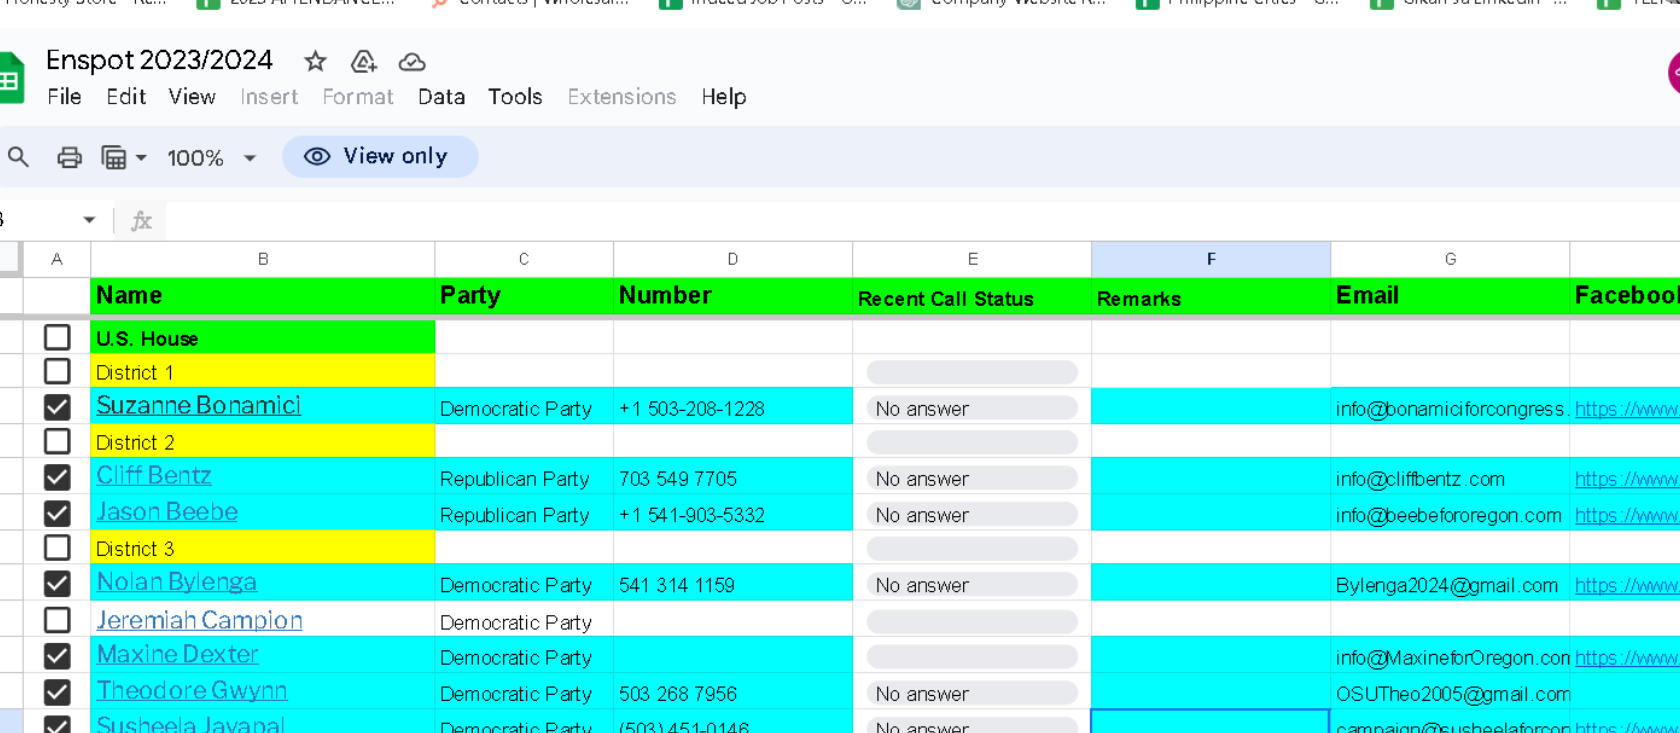 Contacts | Wholesal...
Enspot 2023/2024
File Edit View Insert Format Data Tools Extensions Help
100% View only
fx
A B C D E F G
Name Party Number Recent Call Status Remarks Email
U.S. House
District 1
Suzanne Bonamici Democratic Party +1 503-208-1228 No answer info@bonamiciforcongress. https://www.
District 2
Cliff Bentz Republican Party 703 549 7705 No answer info@cliffbentz.com https://www.
Jason Beebe Republican Party +1 541-903-5332 No answer info@beebefororegon.com https://www.
District 3
Nolan Bylenga Democratic Party 541 314 1159 No answer Bylenga2024@gmail.com https://www.
Jeremiah Campion Democratic Party
Maxine Dexter Democratic Party info@MaxineforOregon.com https://www.
Theodore Gwynn Democratic Party 503 268 7956 No answer OSUTheo2005@gmail.com
Susheela Jayapal Democratic Party (503) 451-0146 No answer campaign@susheelaforcon https://www.